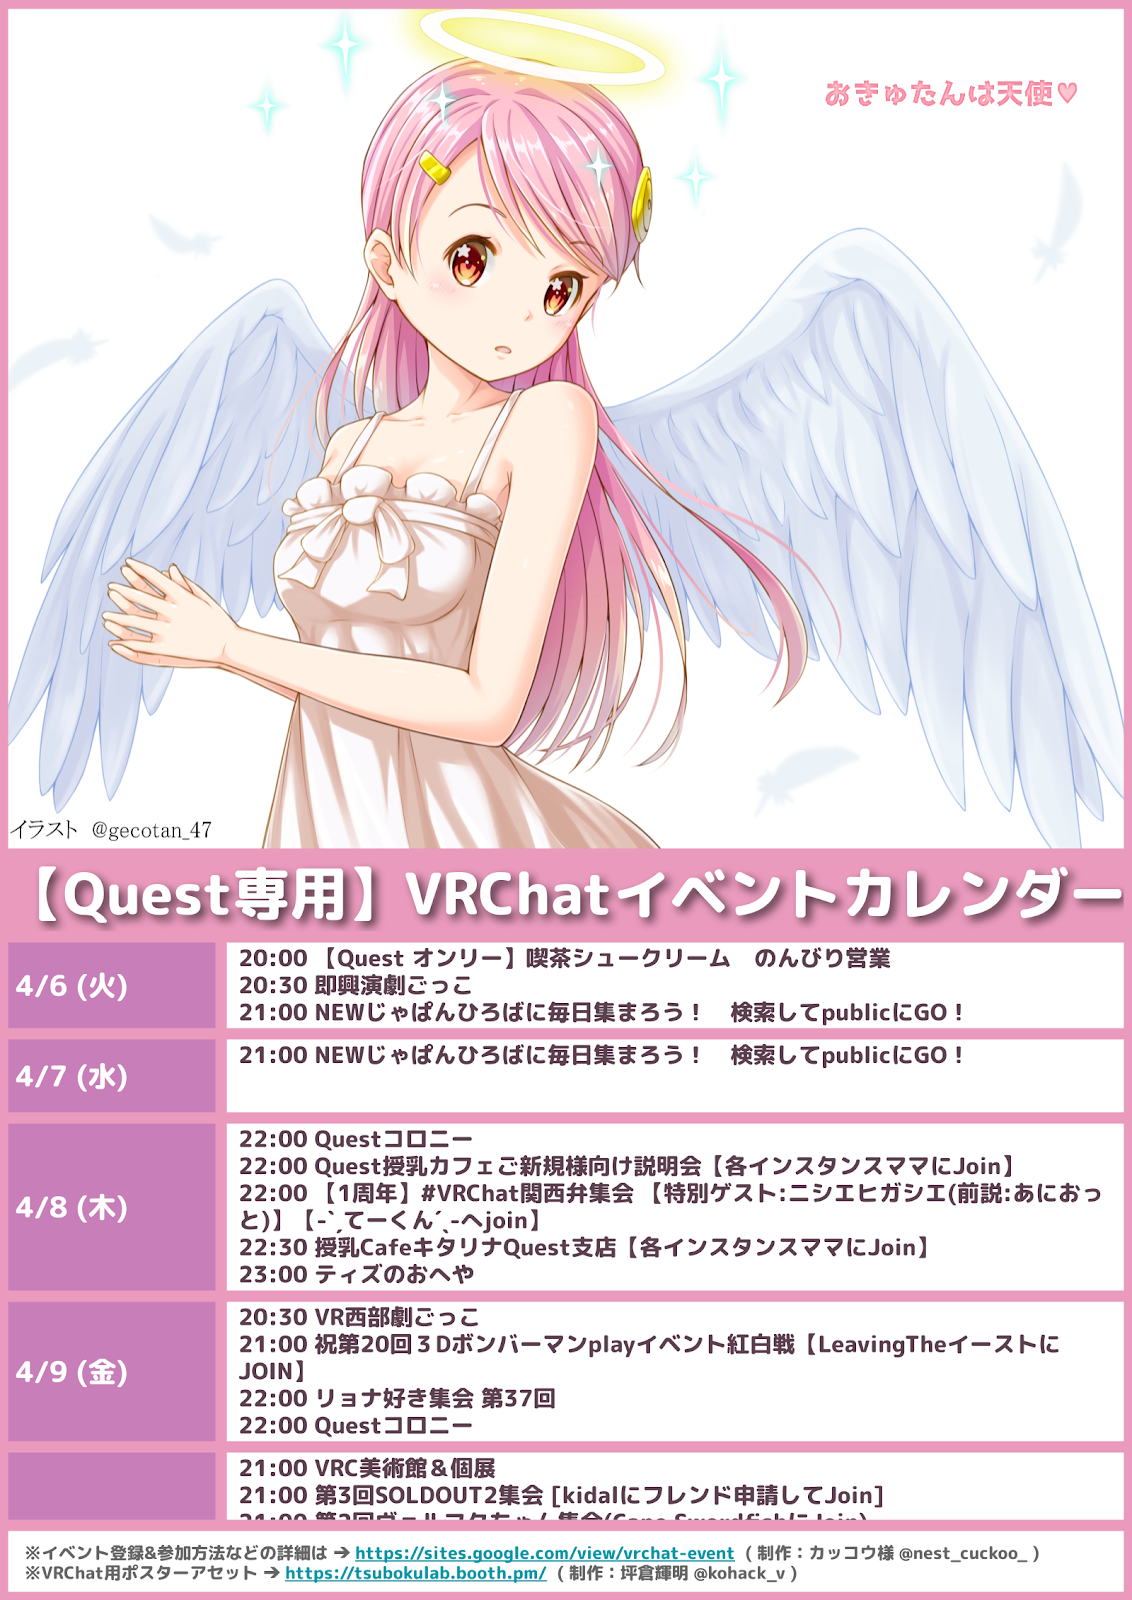 おきゅたんは天使♥
イラスト @gecotan_47
【Quest専用】VRChatイベントカレンダー
4/6 (火)
20:00 【Quest オンリー】喫茶シュークリーム　のんびり営業
20:30 即興演劇ごっこ
21:00 NEWじゃぱんひろばに毎日集まろう！　検索してpublicにGO！
4/7 (水)
21:00 NEWじゃぱんひろばに毎日集まろう！　検索してpublicにGO！
4/8 (木)
22:00 Questコロニー
22:00 Quest授乳カフェご新規様向け説明会【各インスタンスママにJoin】
22:00 【1周年】#VRChat関西弁集会 【特別ゲスト:ニシエヒガシエ(前説:あにおっ
と)】【-`ˏてーくん´ˎ-へjoin】
22:30 授乳CafeキタリナQuest支店【各インスタンスママにJoin】
23:00 ティズのおへや
4/9 (金)
20:30 VR西部劇ごっこ
21:00 祝第20回３Dボンバーマンplayイベント紅白戦【LeavingTheイーストに
JOIN】
22:00 リョナ好き集会 第37回
22:00 Questコロニー
21:00 VRC美術館＆個展
21:00 第3回SOLDOUT2集会 [kidalにフレンド申請してJoin]
※イベント登録&参加方法などの詳細は ➔ https://sites.google.com/view/vrchat-event ( 制作：カッコウ様 @nest_cuckoo_ )
※VRChat用ポスターアセット ➔ https://tsubokulab.booth.pm/ ( 制作：坪倉輝明 @kohack_v )